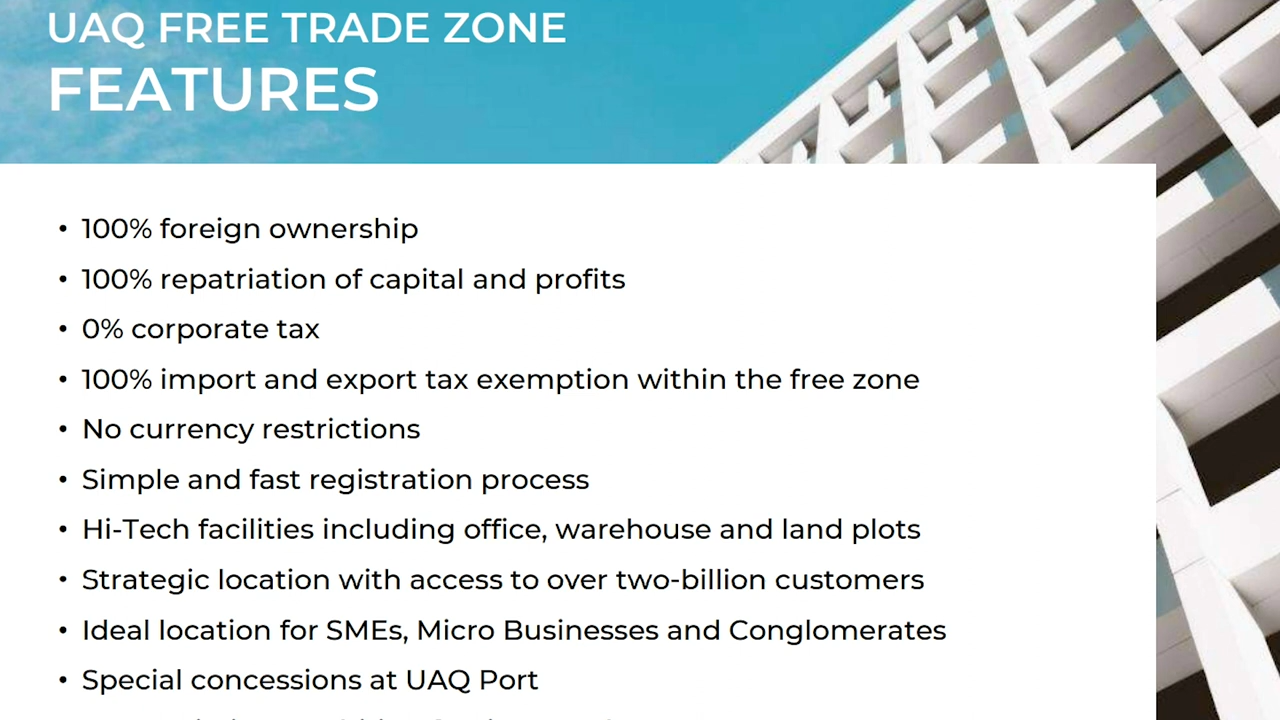 UAQ FREE TRADE ZONE
FEATURES
• 100% foreign ownership
• 100% repatriation of capital and profits
• 0% corporate tax
• 100% import and export tax exemption within the free zone
• No currency restrictions
• Simple and fast registration process
• Hi-Tech facilities including office, warehouse and land plots
• Strategic location with access to over two-billion customers
• Ideal location for SMEs, Micro Businesses and Conglomerates
• Special concessions at UAQ Port